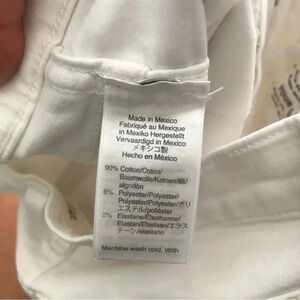 Made in Mexico
Fabriqué au Mexique
in Mexiko Hergestellt
Vervaardigd in Mexico
メキシコ製
Hecho en México
90% Cotton/Coton/
Baumwolle/Katoen/綿/
algodón
8% Polyester/Polyester/
Polyester/Polyester/ポリ
エステル/poliéster
2% Elastane/Elasthanne/
Elastan/Elastaan/エラス
テーン/elastano
Machine wash cold. With